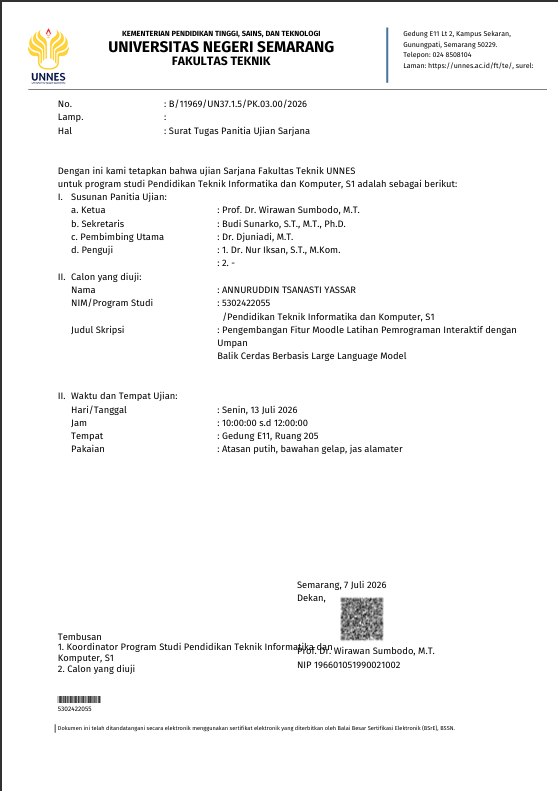 UNNES
KEMENTERIAN PENDIDIKAN TINGGI, SAINS, DAN TEKNOLOGI
UNIVERSITAS NEGERI SEMARANG
FAKULTAS TEKNIK
Gedung E11 Lt 2, Kampus Sekaran,
Gunungpati, Semarang 50229.
Telepon: 024 8508104
Laman: https://unnes.ac.id/ft/te/, surel:
No. : B/11969/UN37.1.5/PK.03.00/2026
Lamp. :
Hal : Surat Tugas Panitia Ujian Sarjana
Dengan ini kami tetapkan bahwa ujian Sarjana Fakultas Teknik UNNES
untuk program studi Pendidikan Teknik Informatika dan Komputer, S1 adalah sebagai berikut:
I. Susunan Panitia Ujian:
a. Ketua : Prof. Dr. Wirawan Sumbodo, M.T.
b. Sekretaris : Budi Sunarko, S.T., M.T., Ph.D.
c. Pembimbing Utama : Dr. Djuniadi, M.T.
d. Penguji : 1. Dr. Nur Iksan, S.T., M.Kom.
: 2. -
II. Calon yang diuji:
Nama : ANNURUDDIN TSANASTI YASSAR
NIM/Program Studi : 5302422055
/Pendidikan Teknik Informatika dan Komputer, S1
Judul Skripsi : Pengembangan Fitur Moodle Latihan Pemrograman Interaktif dengan
Umpan
Balik Cerdas Berbasis Large Language Model
II. Waktu dan Tempat Ujian:
Hari/Tanggal : Senin, 13 Juli 2026
Jam : 10:00:00 s.d 12:00:00
Tempat : Gedung E11, Ruang 205
Pakaian : Atasan putih, bawahan gelap, jas alamater
Semarang, 7 Juli 2026
Dekan,
Prof. Dr. Wirawan Sumbodo, M.T.
NIP 196601051990021002
Tembusan
1. Koordinator Program Studi Pendidikan Teknik Informatika dan
Komputer, S1
2. Calon yang diuji
5302422055
Dokumen ini telah ditandatangani secara elektronik menggunakan sertifikat elektronik yang diterbitkan oleh Balai Besar Sertifikasi Elektronik (BSrE), BSSN.